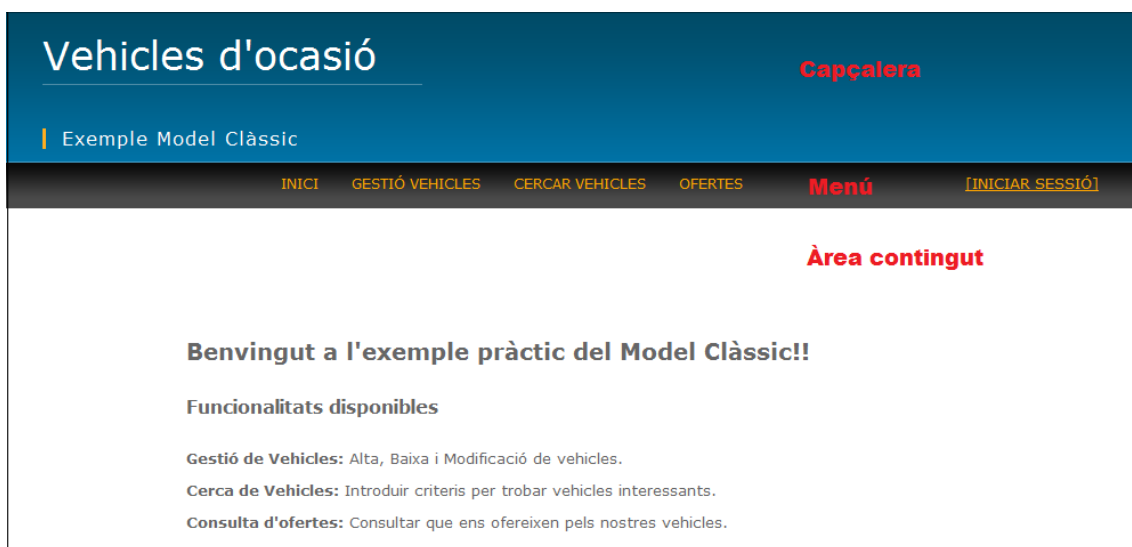 Vehicles d'ocasió
Capçalera
Exemple Model Clàssic
INICI GESTIÓ VEHICLES CERCAR VEHICLES OFERTES Menú [INICIAR SESSIÓ]
Àrea contingut
Benvingut a l'exemple pràctic del Model Clàssic!!
Funcionalitats disponibles
Gestió de Vehicles: Alta, Baixa i Modificació de vehicles.
Cerca de Vehicles: Introduir criteris per trobar vehicles interessants.
Consulta d'ofertes: Consultar que ens ofereixen pels nostres vehicles.